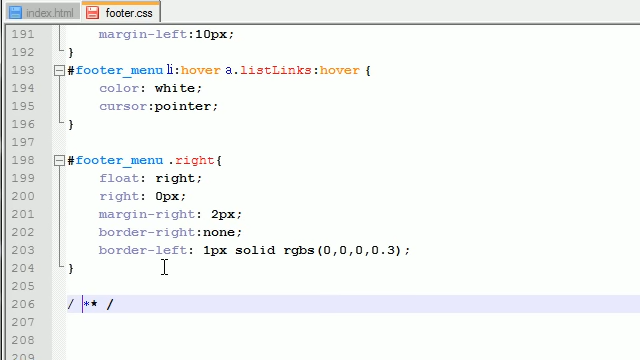 index.html footer.css
191 margin-left:10px;
192 }
193 #footer_menu li:hover a.listLinks:hover {
194 color: white;
195 cursor:pointer;
196 }
197
198 #footer_menu .right{
199 float: right;
200 right: 0px;
201 margin-right: 2px;
202 border-right:none;
203 border-left: 1px solid rgbs(0,0,0,0.3);
204 }
205
206 / ** /
207
208
209